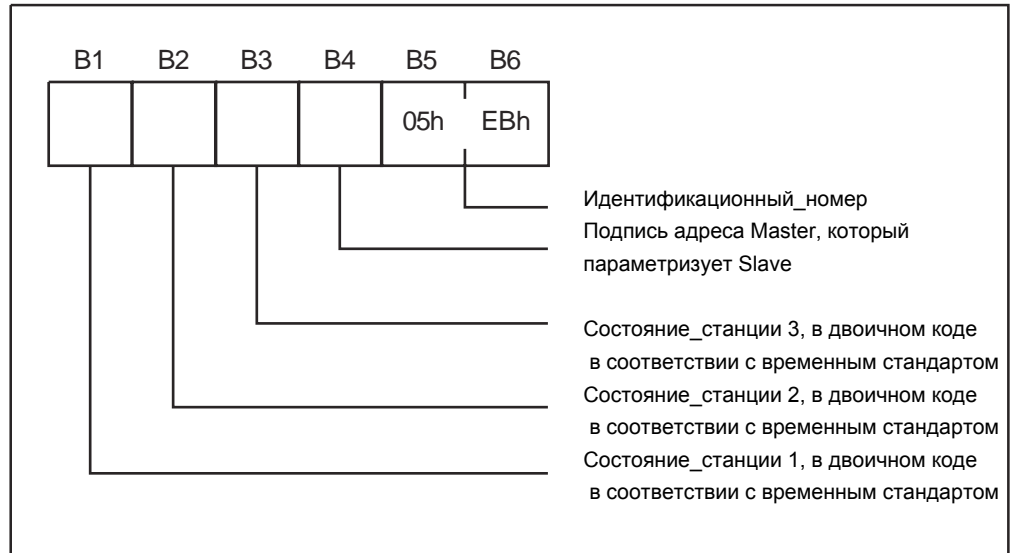 B1 B2 B3 B4 B5 B6
05h EBh
Идентификационный_номер
Подпись адреса Master, который
параметризует Slave
Состояние_станции 3, в двоичном коде
в соответствии с временным стандартом
Состояние_станции 2, в двоичном коде
в соответствии с временным стандартом
Состояние_станции 1, в двоичном коде
в соответствии с временным стандартом